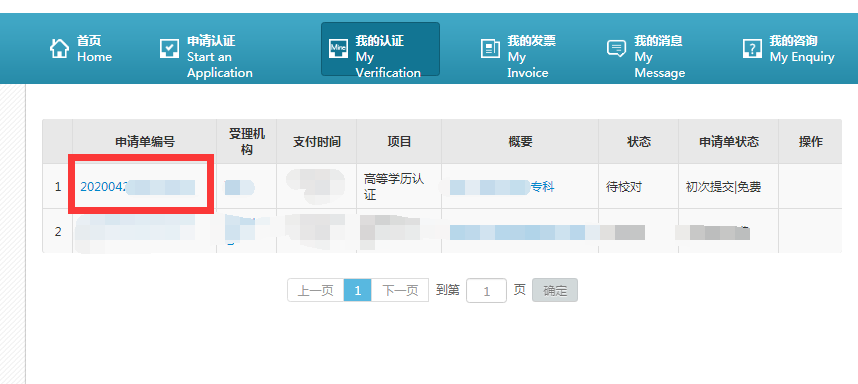 首页
Home
申请认证
Start an
Application
Mire
我的认证
My
Verification
我的发票
My
Invoice
我的消息
My
Message
我的咨询
My Enquiry
申请单编号
受理机
构
支付时间
项目
概要
状态
申请单状态
操作
1
202004
高等学历认
证
专科
待校对
初次提交|免费
2
上一页
1
下一页
到第
1
页
确定